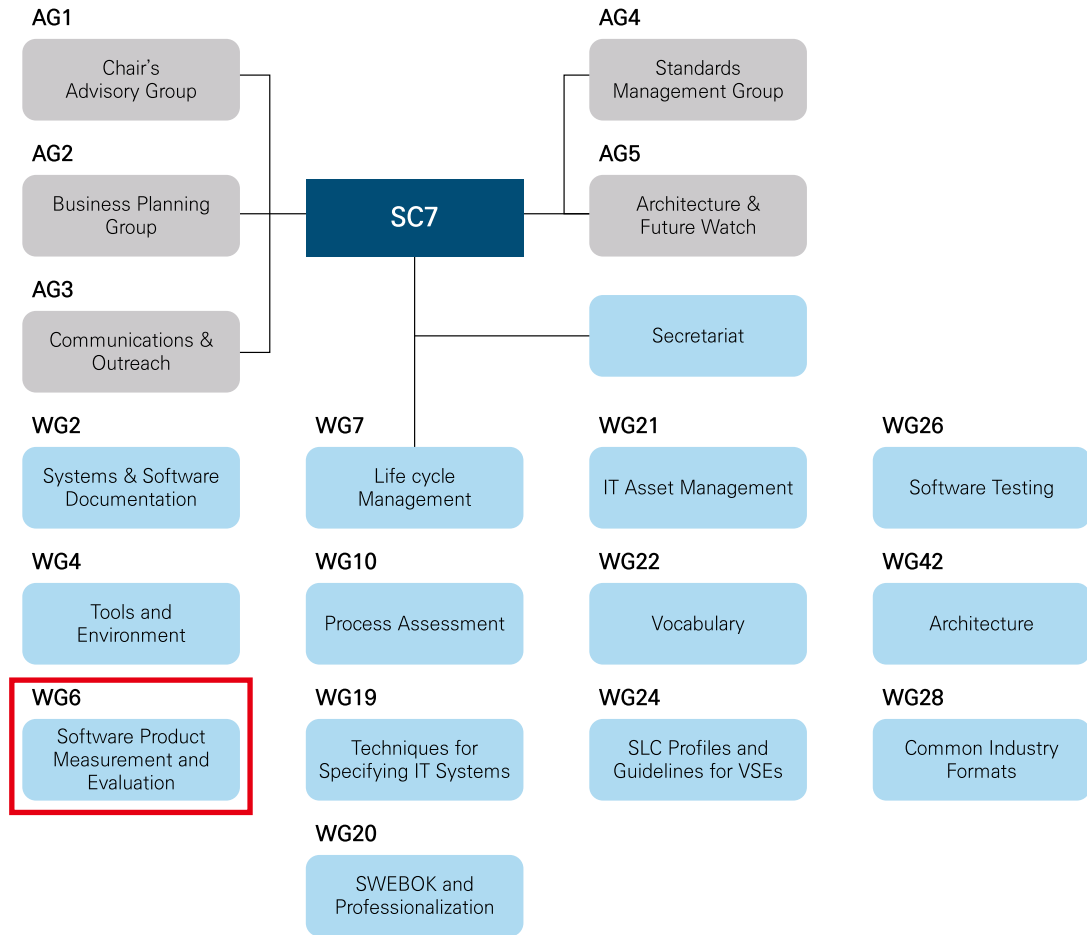 AG1
Chair's
Advisory Group
AG4
Standards
Management Group
AG2
Business Planning
Group
SC7
AG5
Architecture &
Future Watch
AG3
Communications &
Outreach
Secretariat
WG2
Systems & Software
Documentation
WG7
Life cycle
Management
WG21
IT Asset Management
WG26
Software Testing
WG4
Tools and
Environment
WG10
Process Assessment
WG22
Vocabulary
WG42
Architecture
WG6
Software Product
Measurement and
Evaluation
WG19
Techniques for
Specifying IT Systems
WG24
SLC Profiles and
Guidelines for VSEs
WG28
Common Industry
Formats
WG20
SWEBOK and
Professionalization